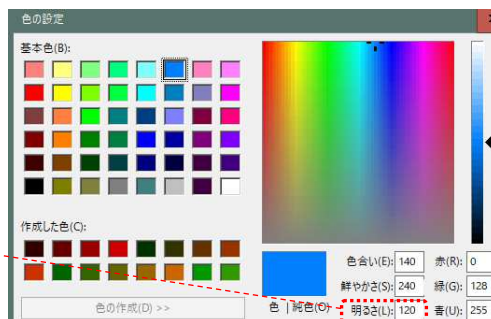 色の設定
基本色(B):
作成した色(C):
色の作成(D) >>
色 | 純色(O)
色合い(E): 140 赤(R): 0
鮮やかさ(S): 240 緑(G): 128
明るさ(L): 120 青(U): 255